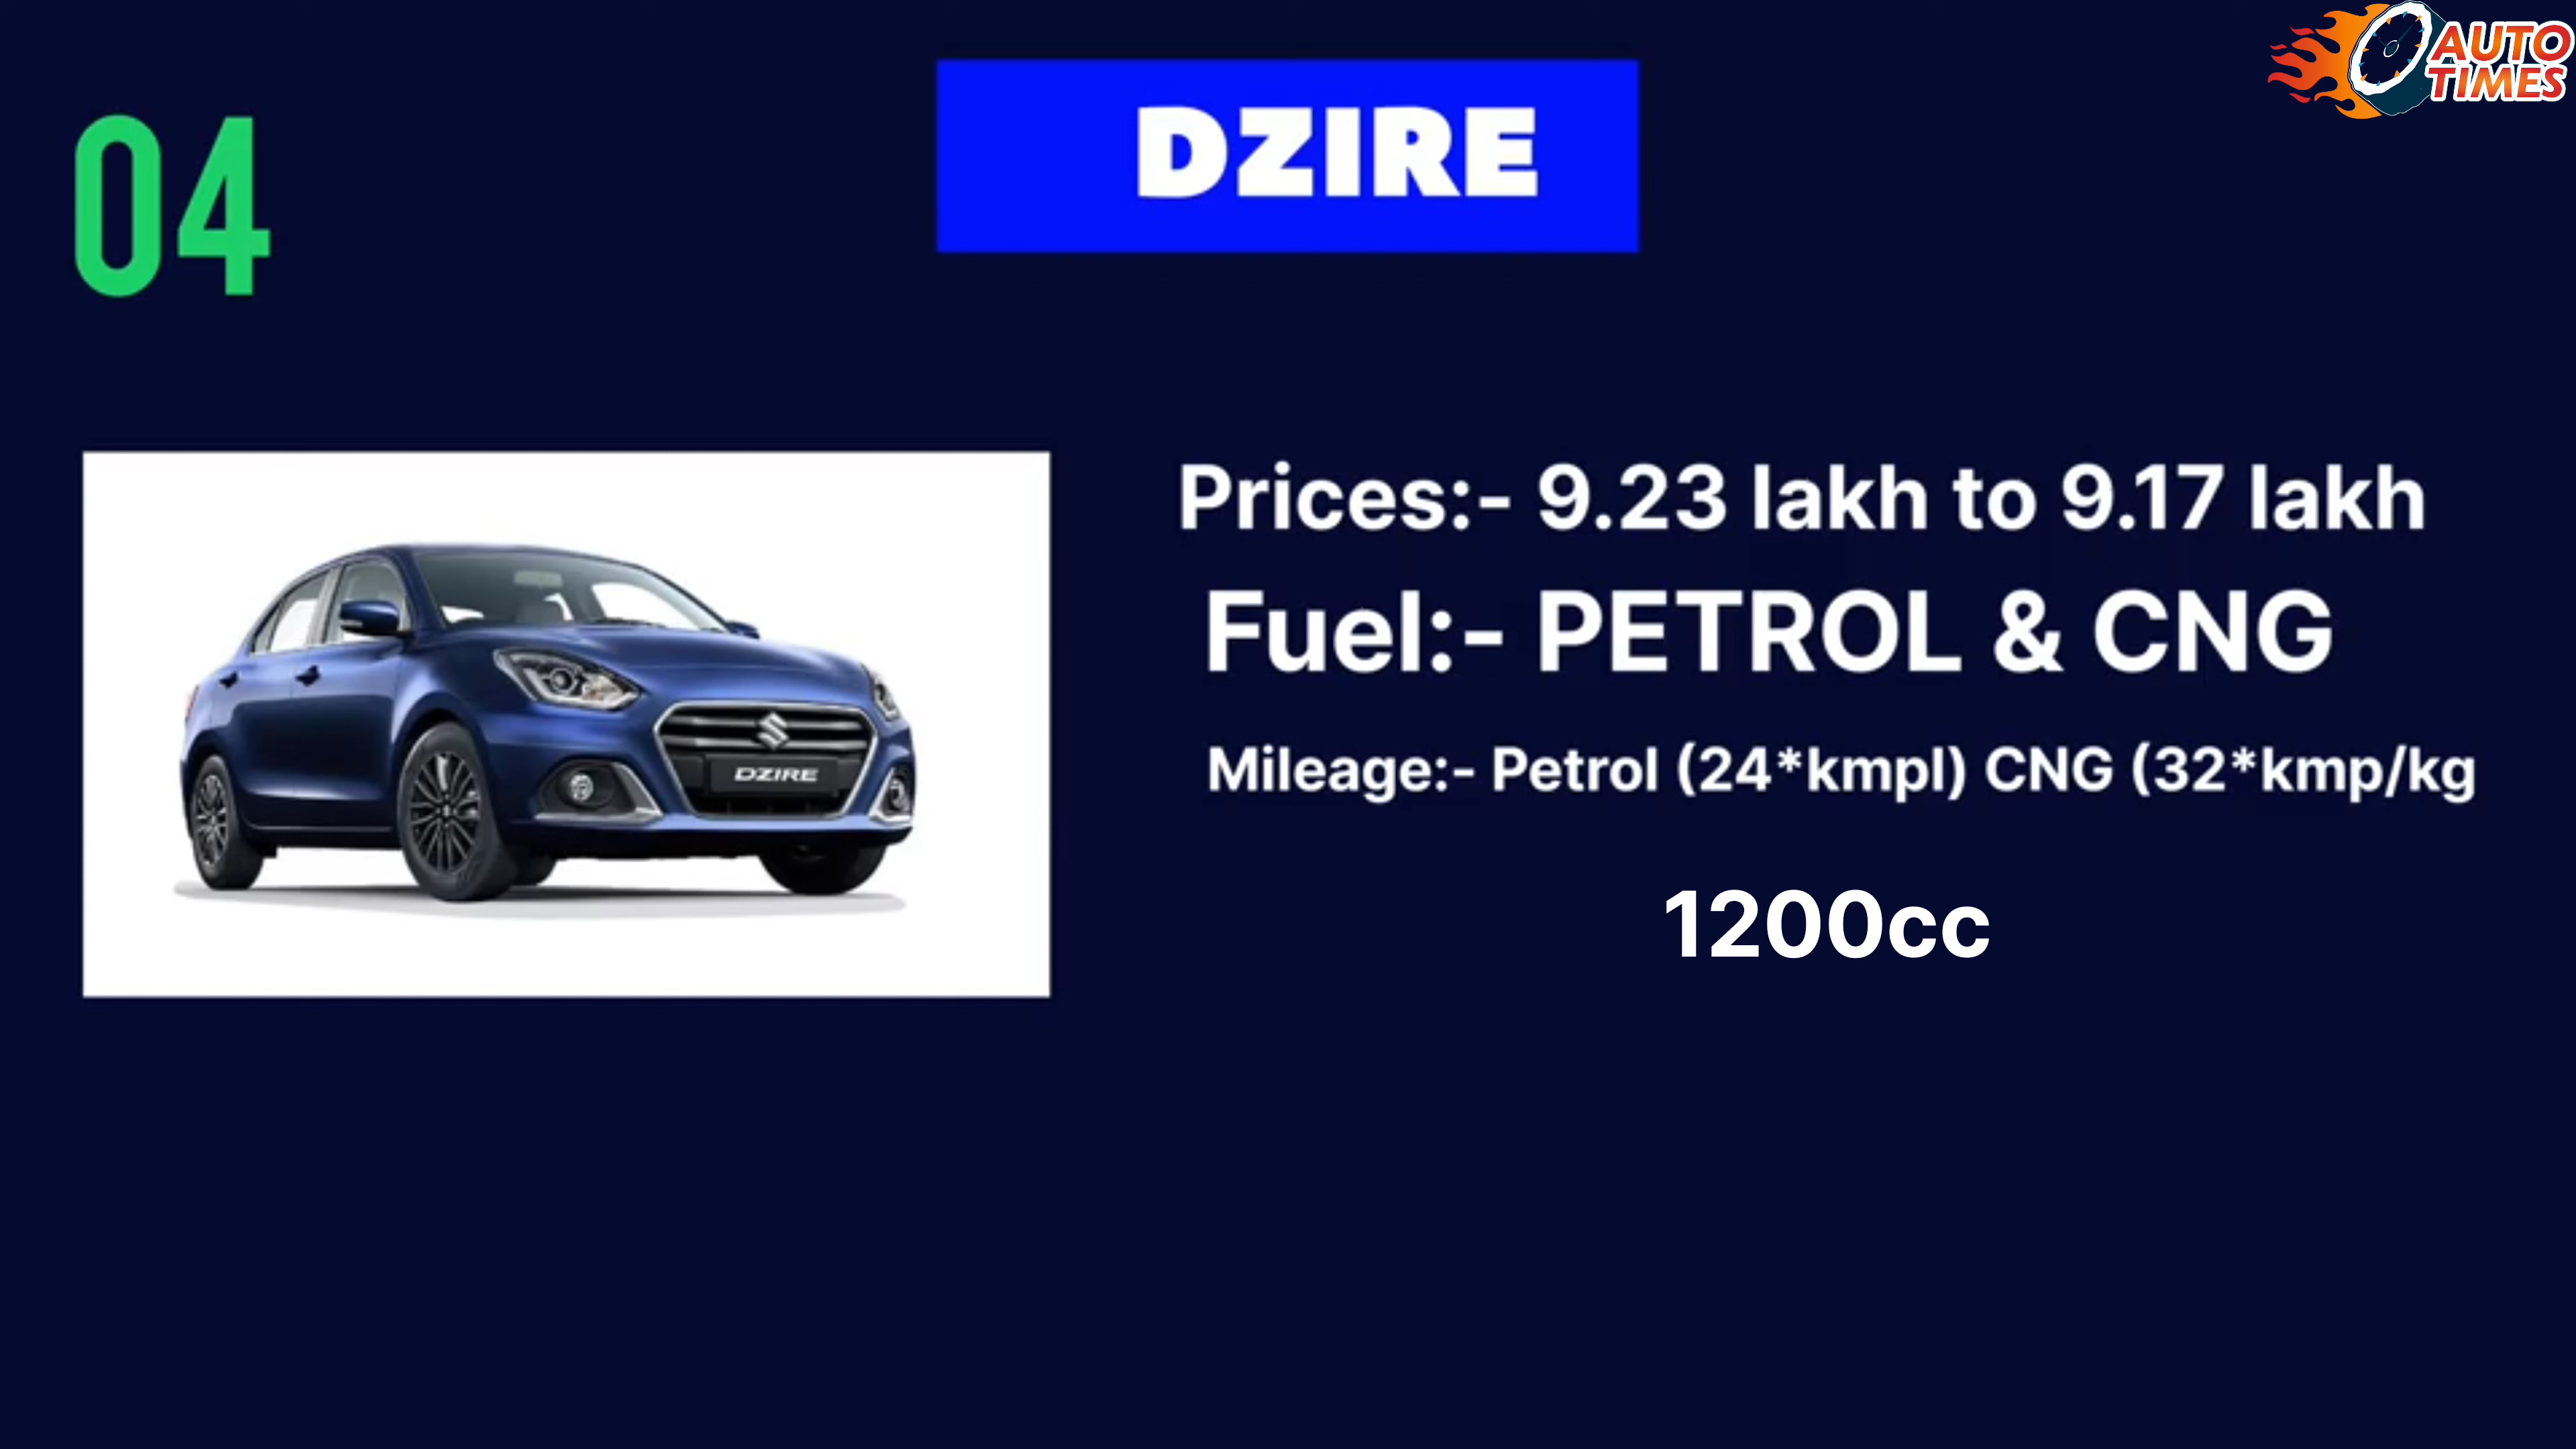 AUTO
TIMES
04
DZIRE
Prices:- 9.23 lakh to 9.17 lakh
Fuel:- PETROL & CNG
Mileage:- Petrol (24*kmpl) CNG (32*kmp/kg
1200cc
DZIRE